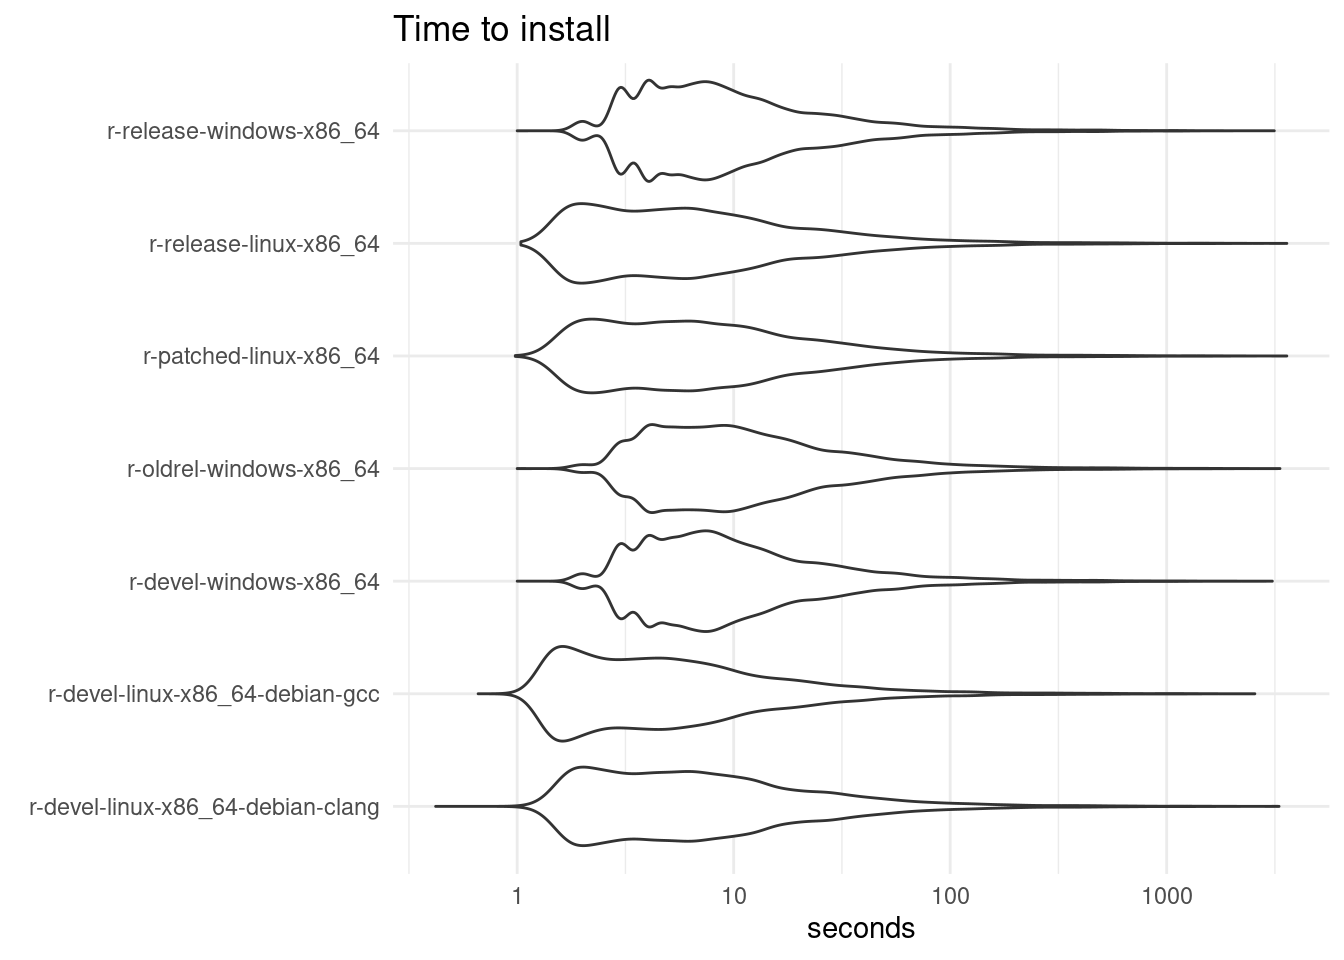 Time to install
r-release-windows-x86_64
r-release-linux-x86_64
r-patched-linux-x86_64
r-oldrel-windows-x86_64
r-devel-windows-x86_64
r-devel-linux-x86_64-debian-gcc
r-devel-linux-x86_64-debian-clang
1 10 100 1000
seconds